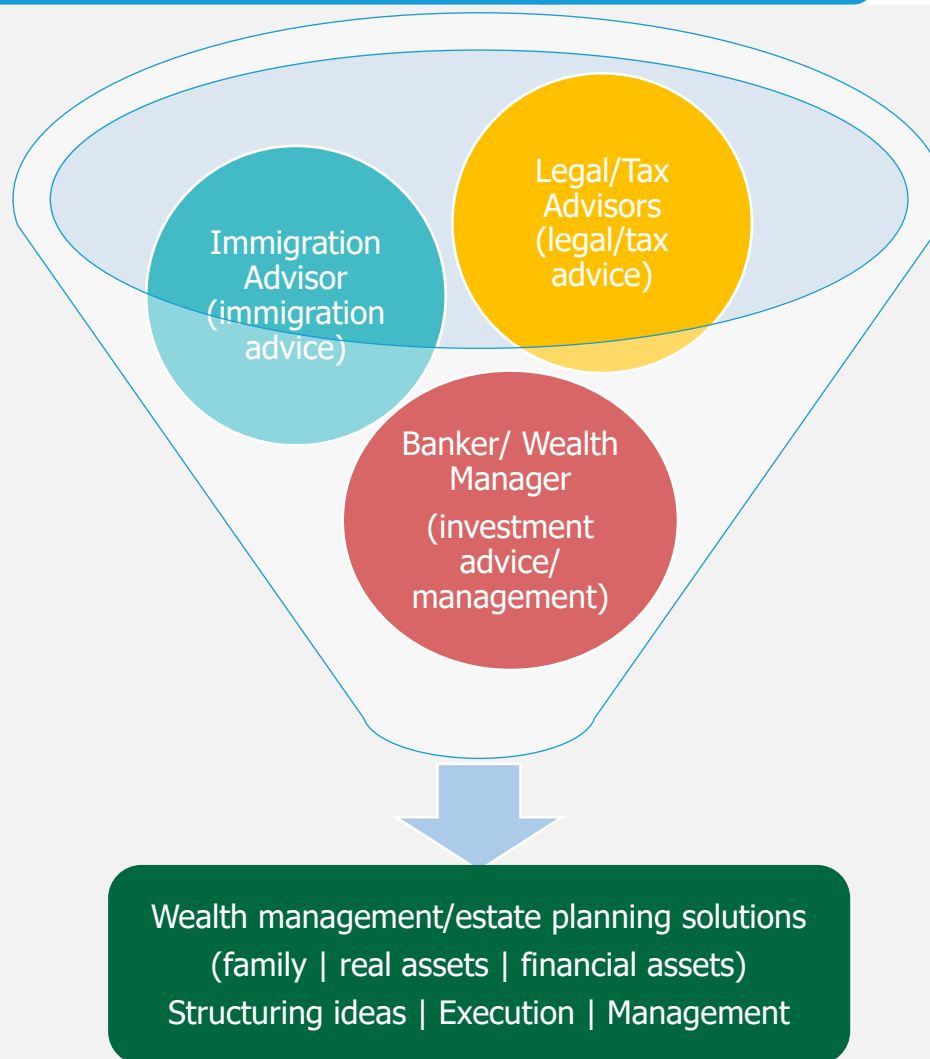 Legal/Tax
Advisors
(legal/tax
advice)
Immigration
Advisor
(immigration
advice)
Banker/ Wealth
Manager
(investment
advice/
management)
Wealth management/estate planning solutions
(family | real assets | financial assets)
Structuring ideas | Execution | Management